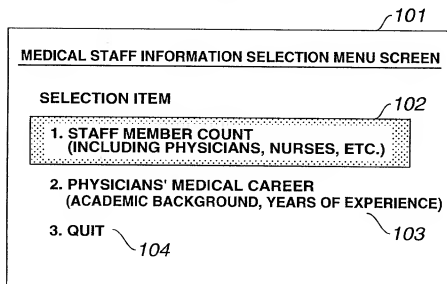 101
MEDICAL STAFF INFORMATION SELECTION MENU SCREEN
SELECTION ITEM
102
1. STAFF MEMBER COUNT
(INCLUDING PHYSICIANS, NURSES, ETC.)
2. PHYSICIANS' MEDICAL CAREER
(ACADEMIC BACKGROUND, YEARS OF EXPERIENCE)
103
3. QUIT
104